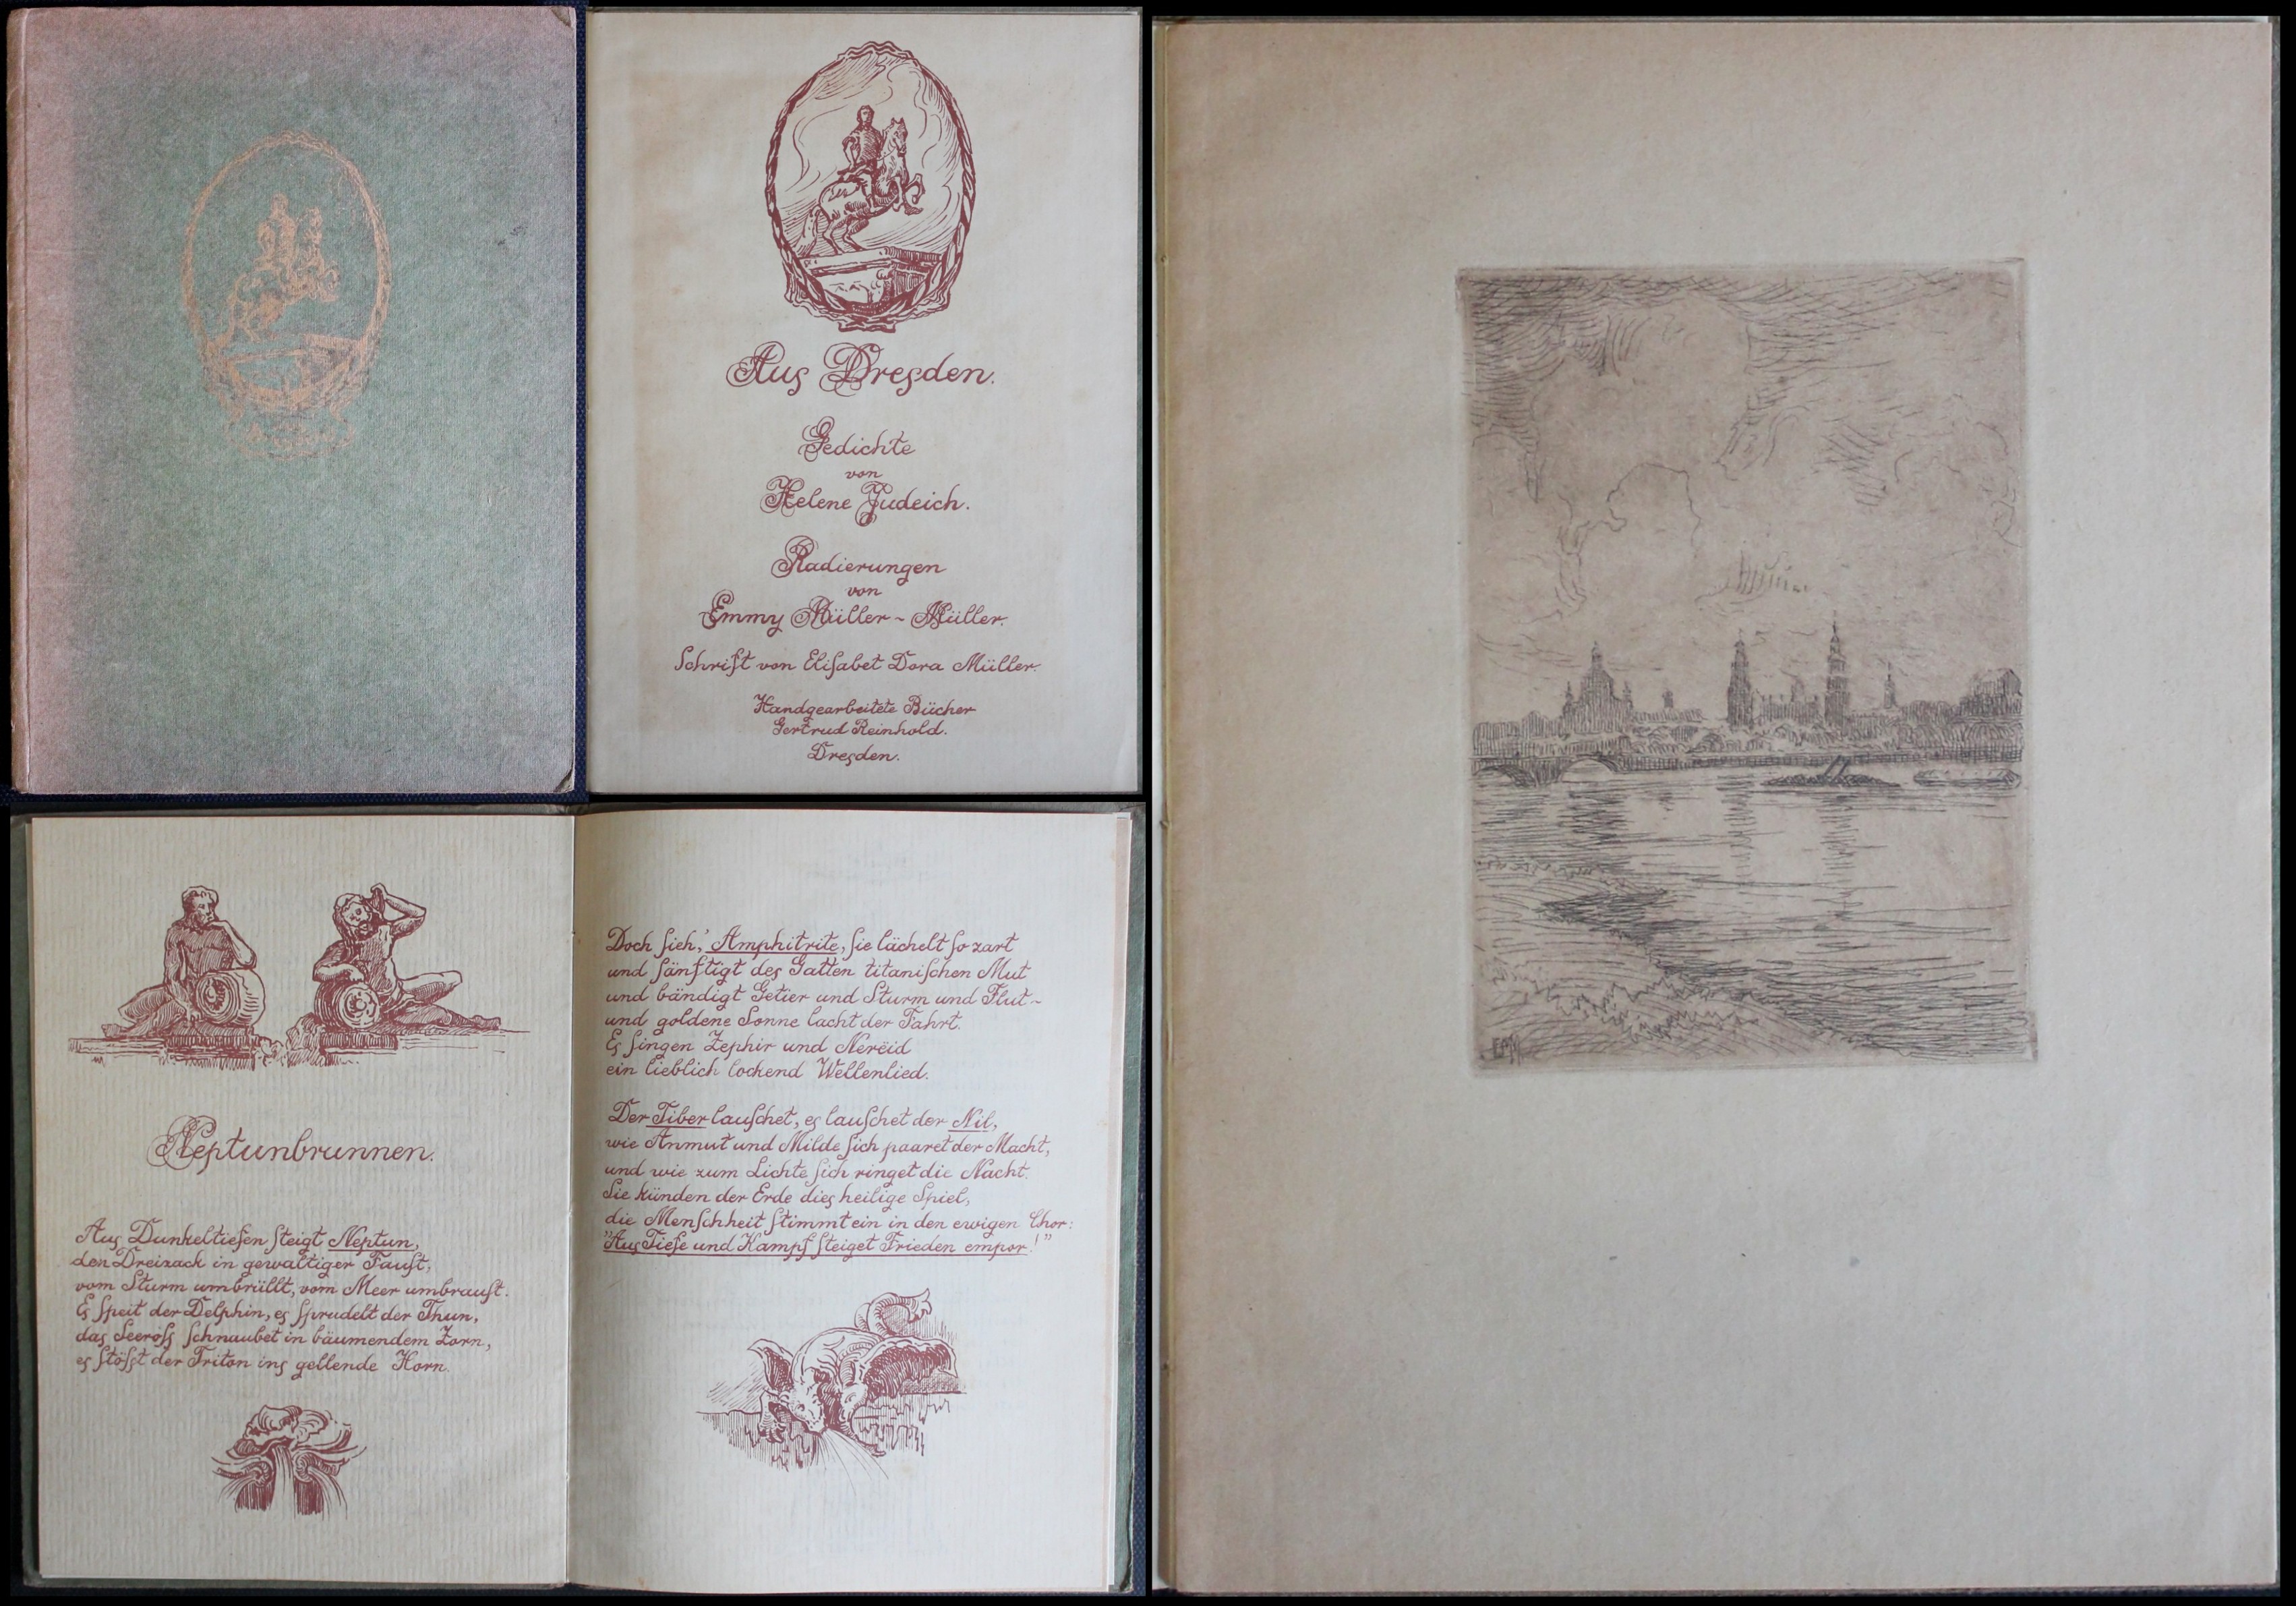 Aus Dresden.
Gedichte
von
Helene Judeich.
Radierungen
von
Emmy Müller-Müller.
Schrift von Elisabet Dora Müller.
Handgearbeitete Bücher
Gertrud Reinhold.
Dresden.
Neptunbrunnen.
Aus Dunkeltiefen steigt Neptun,
den Dreizack in gewaltiger Faust,
vom Sturm umbrüllt, vom Meer umbraust.
Es speit der Delphin, es sprudelt der Thun,
das Seeross schnaubet in bäumendem Zorn,
es stösst der Triton ins gellende Horn.
Doch sieh,' Amphitrite, sie lächelt so zart
und sänftigt des Gatten titanischen Mut
und bändigt Getier und Sturm und Flut -
und goldene Sonne lacht der Fahrt.
Es singen Zephir und Nereïd
ein lieblich lockend Wellenlied.
Der Tiber lauschet, es lauschet der Nil,
wie Anmut und Milde sich paaret der Macht,
und wie zum Lichte sich ringet die Nacht.
Sie künden der Erde dies heilige Spiel,
die Menschheit stimmt ein in den ewigen Chor:
"Aus Tiefe und Kampf steiget Frieden empor!"
EMM